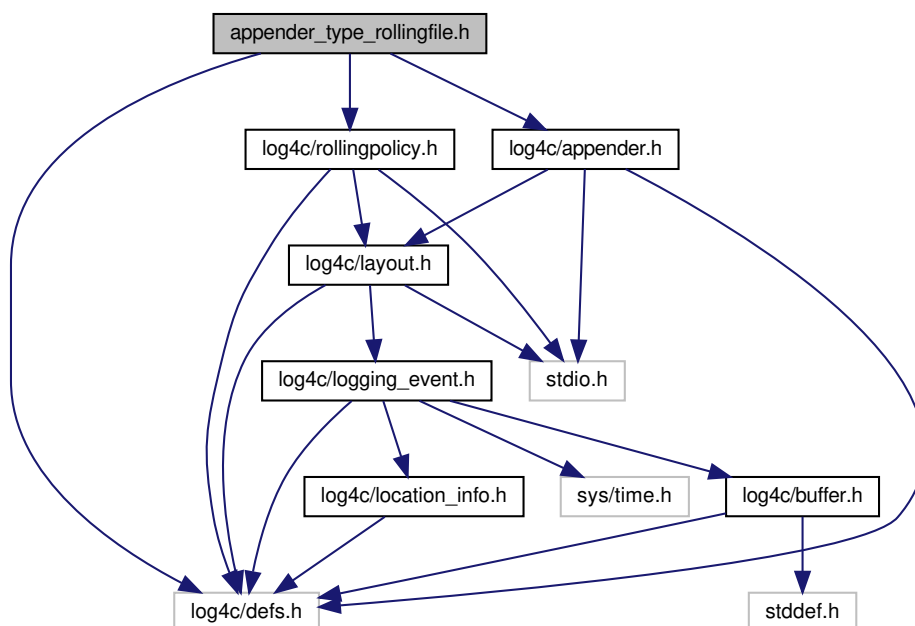 appender_type_rollingfile.h
log4c/rollingpolicy.h
log4c/appender.h
log4c/layout.h
log4c/logging_event.h
stdio.h
log4c/location_info.h
sys/time.h
log4c/buffer.h
log4c/defs.h
stddef.h